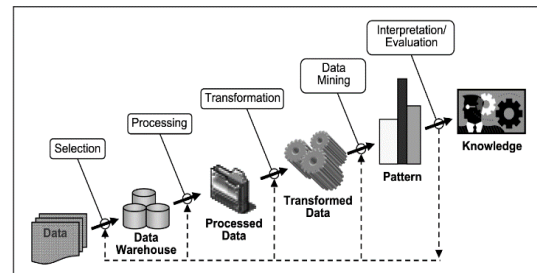 Interpretation/
Evaluation
Data
Mining
Transformation
Processing
Selection
Data
Data
Warehouse
Processed
Data
Transformed
Data
Pattern
Knowledge